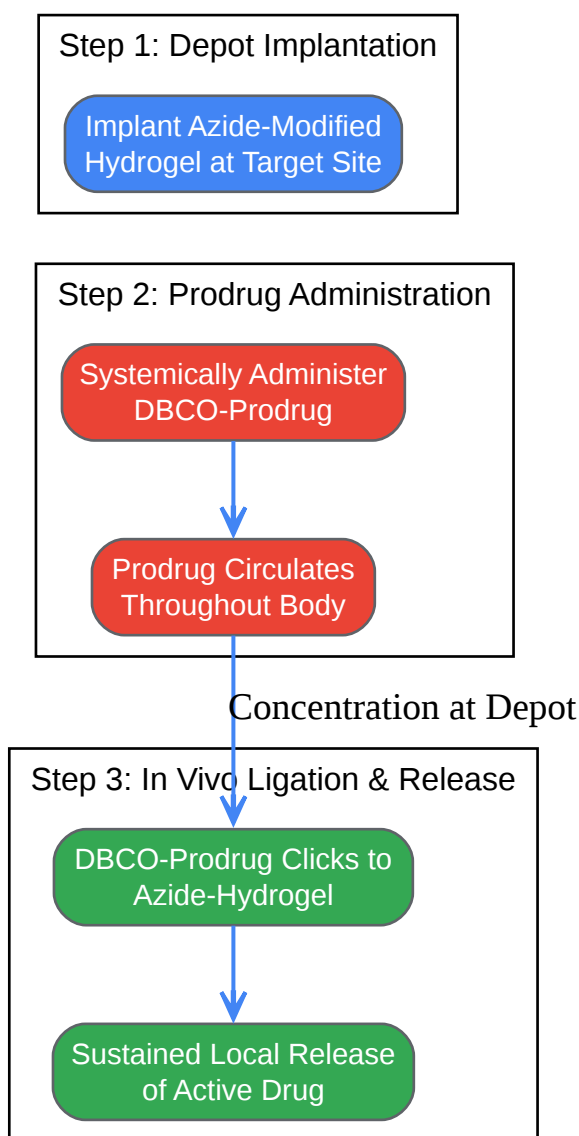 Step 1: Depot Implantation
Implant Azide-Modified
Hydrogel at Target Site
Step 2: Prodrug Administration
Systemically Administer
DBCO-Prodrug
Prodrug Circulates
Throughout Body
Concentration at Depot
Step 3: In Vivo Ligation & Release
DBCO-Prodrug Clicks to
Azide-Hydrogel
Sustained Local Release
of Active Drug